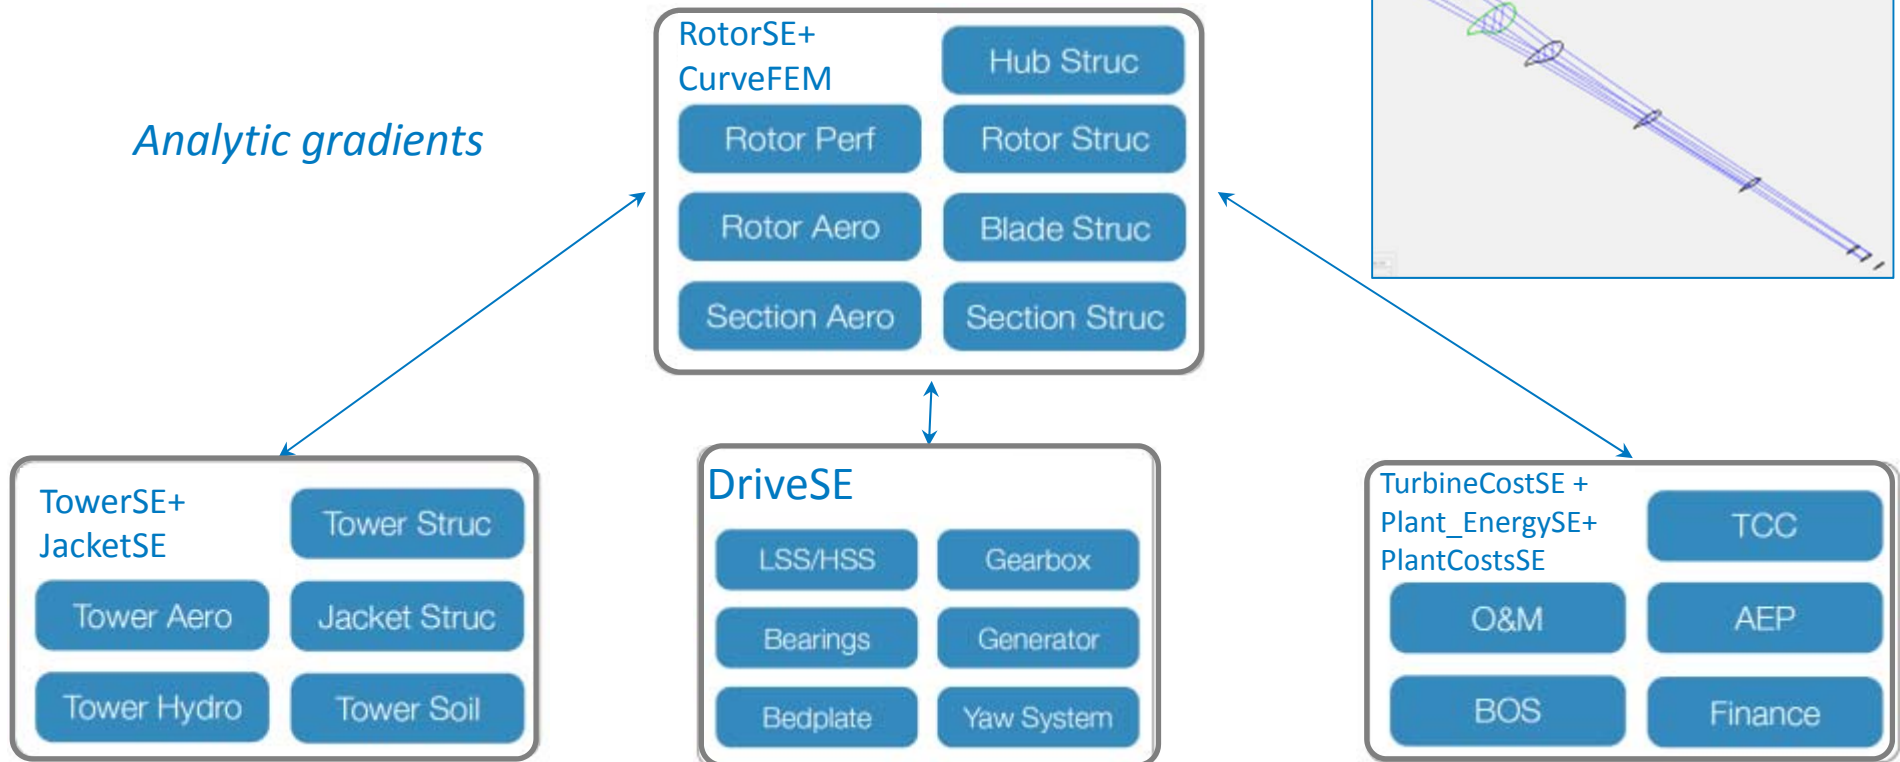 Analytic gradients
RotorSE+
CurveFEM
Hub Struc
Rotor Perf
Rotor Struc
Rotor Aero
Blade Struc
Section Aero
Section Struc
TowerSE+
JacketSE
Tower Struc
Tower Aero
Jacket Struc
Tower Hydro
Tower Soil
DriveSE
LSS/HSS
Gearbox
Bearings
Generator
Bedplate
Yaw System
TurbineCostSE +
Plant_EnergySE+
PlantCostsSE
TCC
O&M
AEP
BOS
Finance